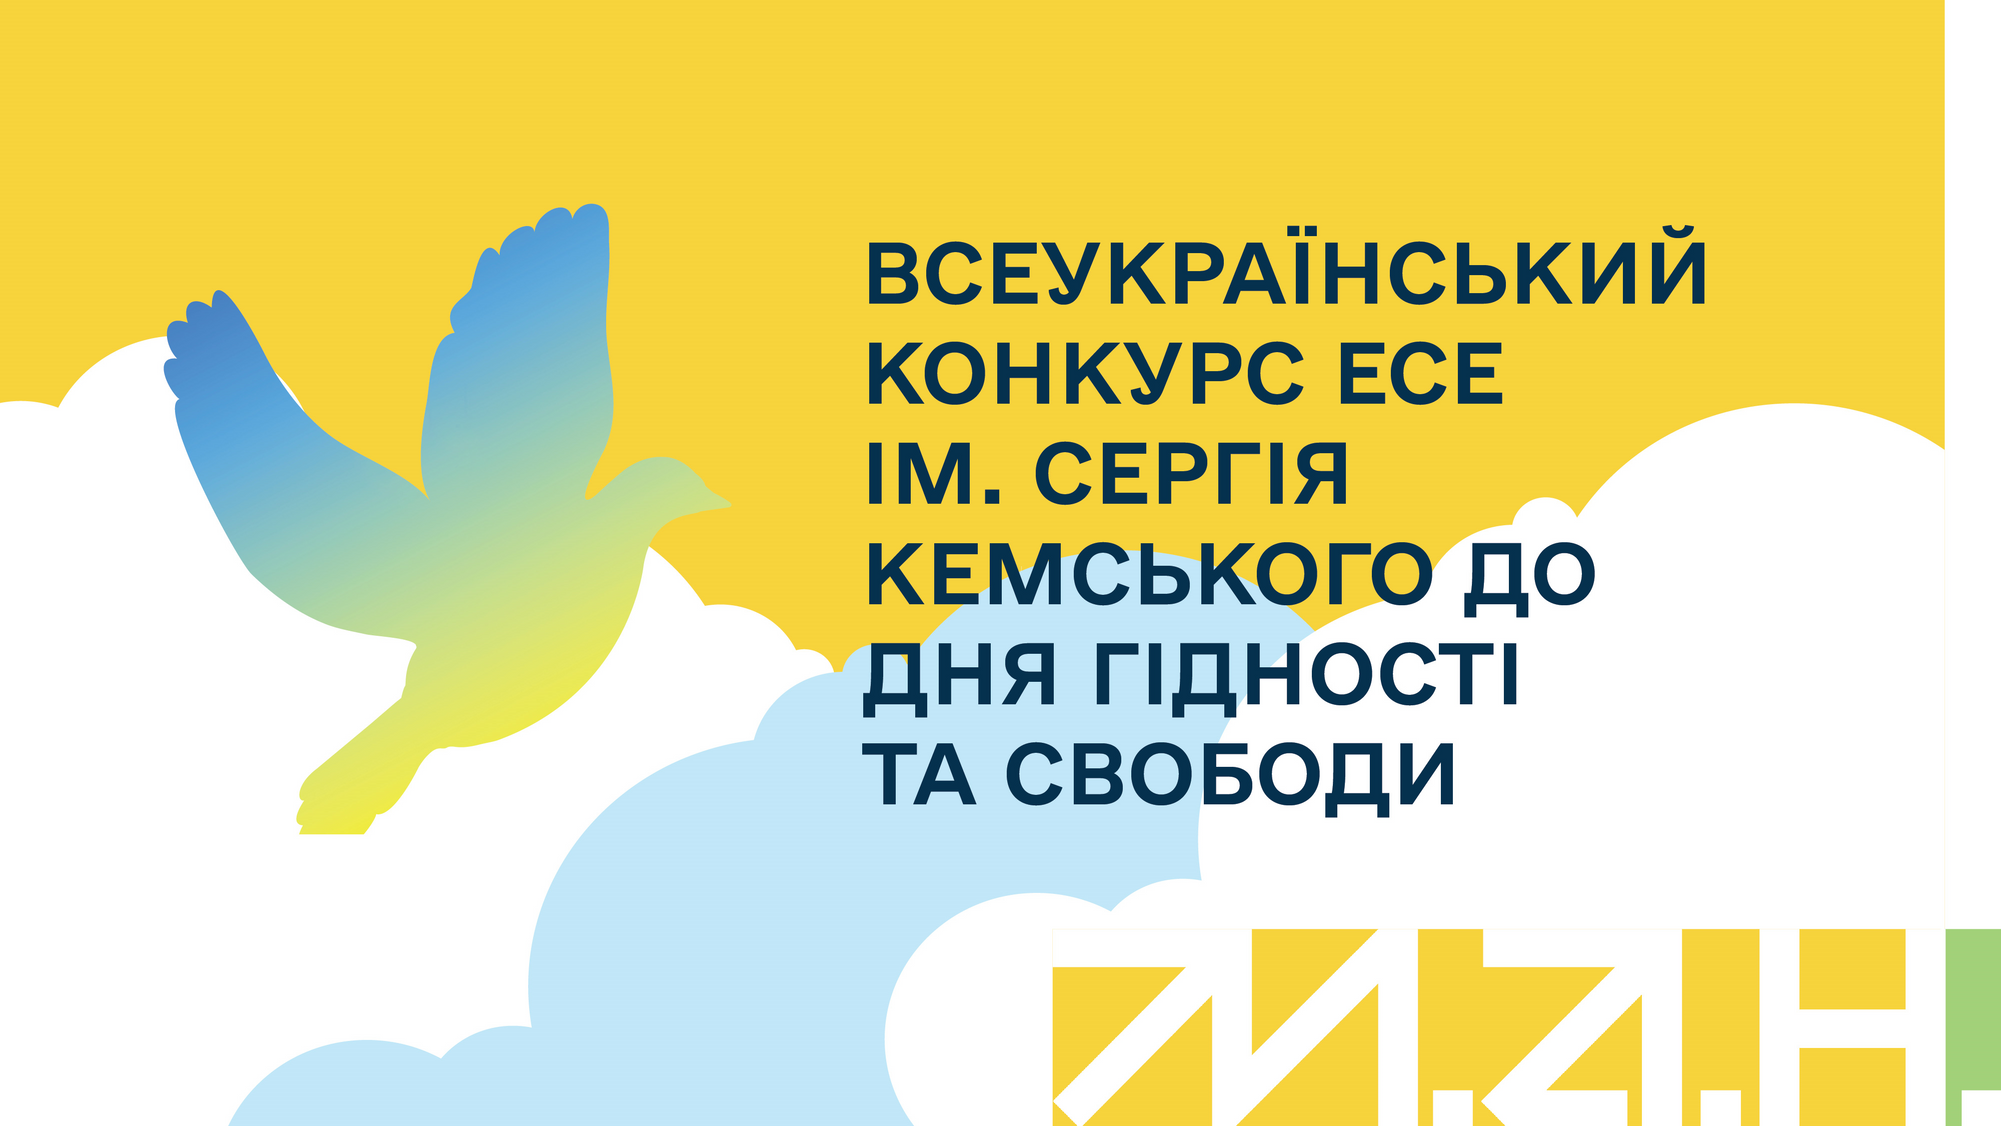 ВСЕУКРАЇНСЬКИЙ
КОНКУРС ЕСЕ
ІМ. СЕРГІЯ
КЕМСЬКОГО ДО
ДНЯ ГІДНОСТІ
ТА СВОБОДИ
М.А.Н.